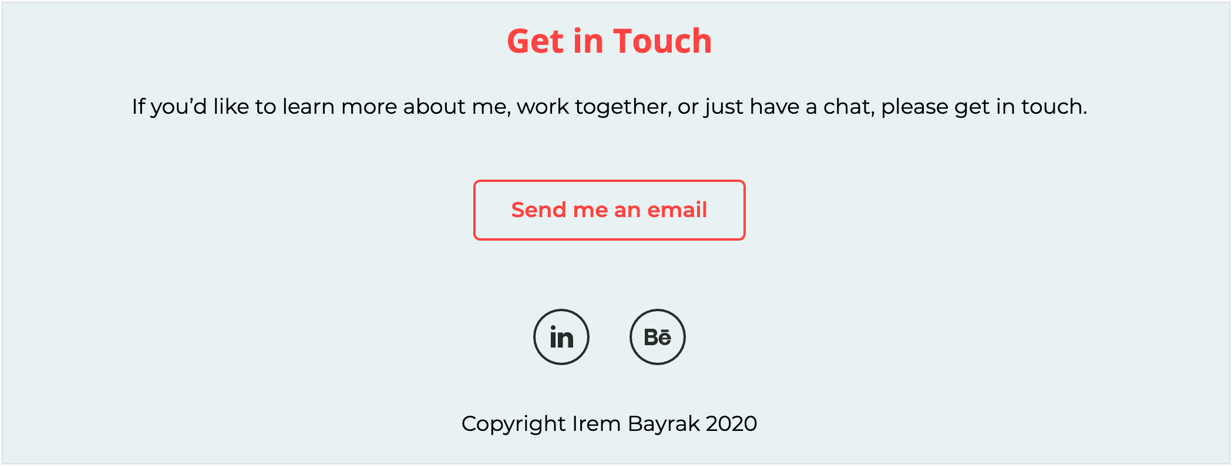 Get in Touch
If you’d like to learn more about me, work together, or just have a chat, please get in touch.
Send me an email
in
Bē
Copyright Irem Bayrak 2020